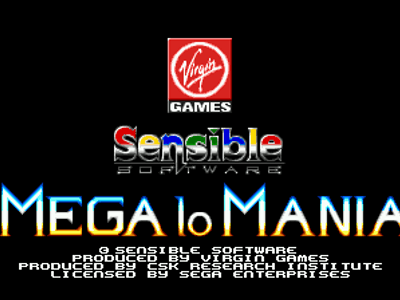 Virgin
GAMES
Sensible
SOFTWARE
MEGA lo MANIA
© SENSIBLE SOFTWARE
PRODUCED BY VIRGIN GAMES
PRODUCED BY CSK RESEARCH INSTITUTE
LICENSED BY SEGA ENTERPRISES